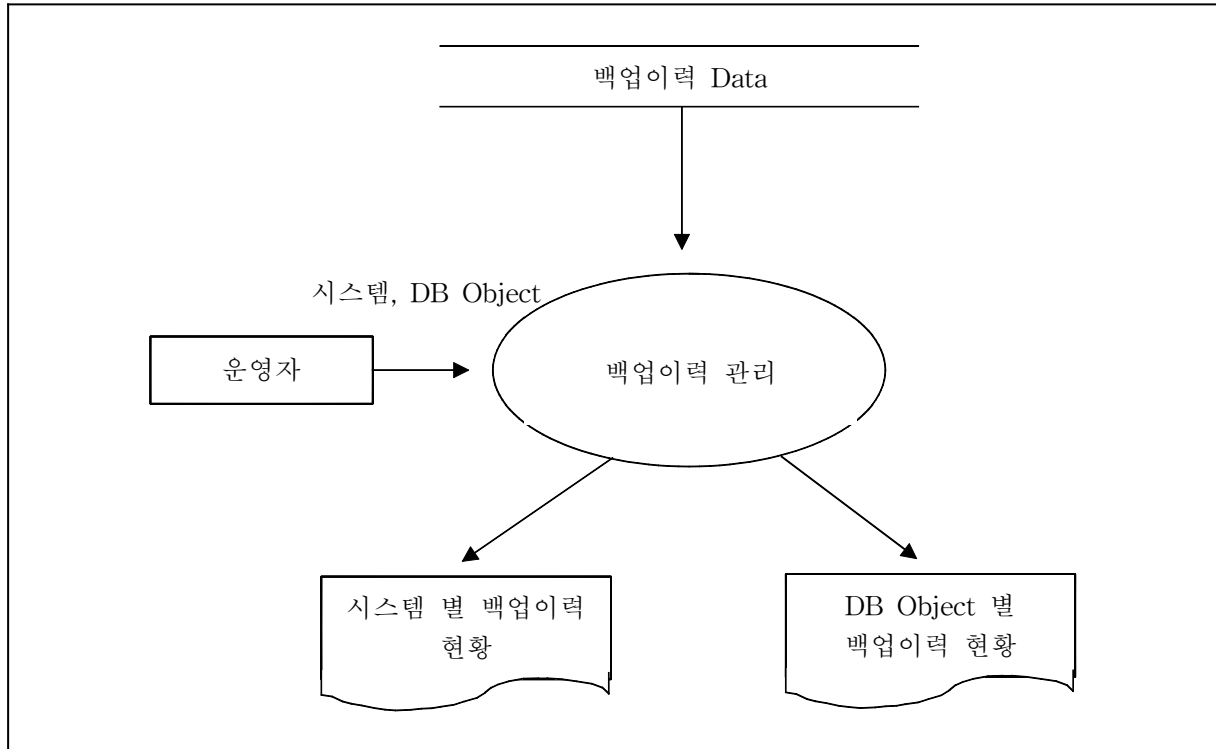 백업이력 Data
시스템, DB Object
운영자
백업이력 관리
시스템 별 백업이력
현황
DB Object 별
백업이력 현황